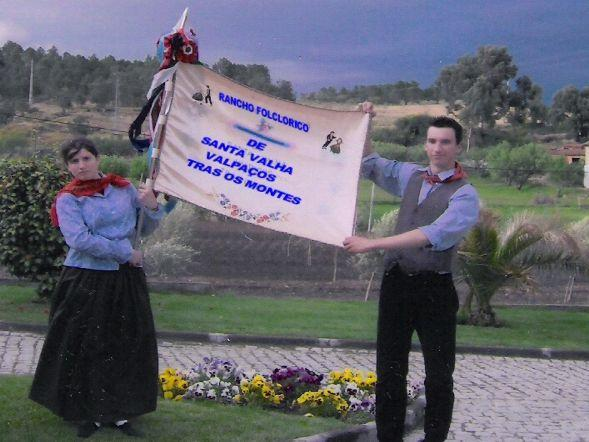 RANCHO FOLCLORICO
DE
SANTA VALHA
VALPAÇOS
TRAS OS MONTES